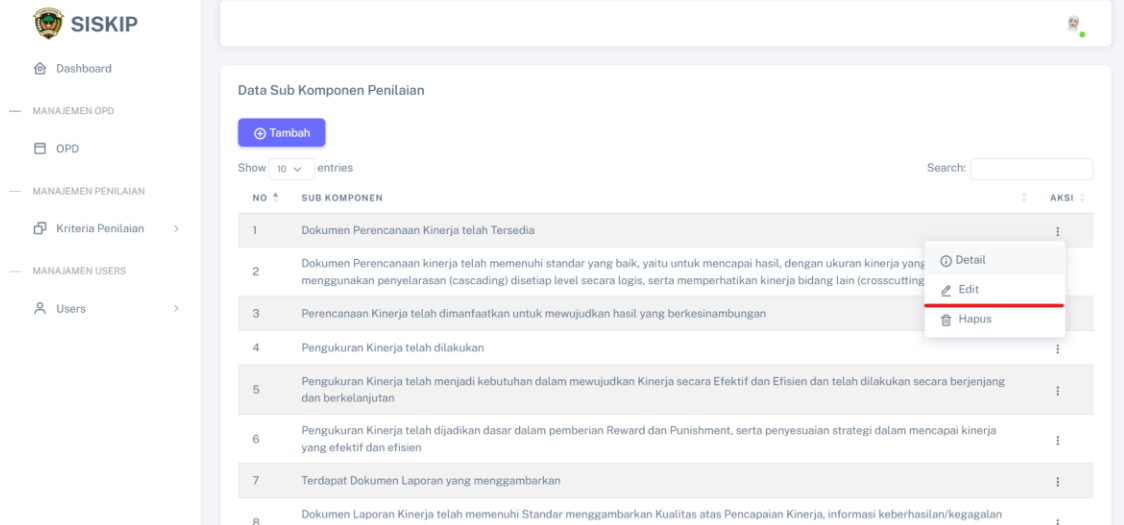 SISKIP
Dashboard
MANAJEMEN OPD
OPD
MANAJEMEN PENILAIAN
Kriteria Penilaian
MANAJAMEN USERS
Users
Data Sub Komponen Penilaian
Tambah
Show 10 entries
Search:
NO SUB KOMPONEN AKSI
1 Dokumen Perencanaan Kinerja telah Tersedia
2 Dokumen Perencanaan kinerja telah memenuhi standar yang baik, yaitu untuk mencapai hasil, dengan ukuran kinerja yang
menggunakan penyelarasan (cascading) disetiap level secara logis, serta memperhatikan kinerja bidang lain (crosscutting
3 Perencanaan Kinerja telah dimanfaatkan untuk mewujudkan hasil yang berkesinambungan
4 Pengukuran Kinerja telah dilakukan
5 Pengukuran Kinerja telah menjadi kebutuhan dalam mewujudkan Kinerja secara Efektif dan Efisien dan telah dilakukan secara berjenjang
dan berkelanjutan
6 Pengukuran Kinerja telah dijadikan dasar dalam pemberian Reward dan Punishment, serta penyesuaian strategi dalam mencapai kinerja
yang efektif dan efisien
7 Terdapat Dokumen Laporan yang menggambarkan
8 Dokumen Laporan Kinerja telah memenuhi Standar menggambarkan Kualitas atas Pencapaian Kinerja, informasi keberhasilan/kegagalan
Detail
Edit
Hapus